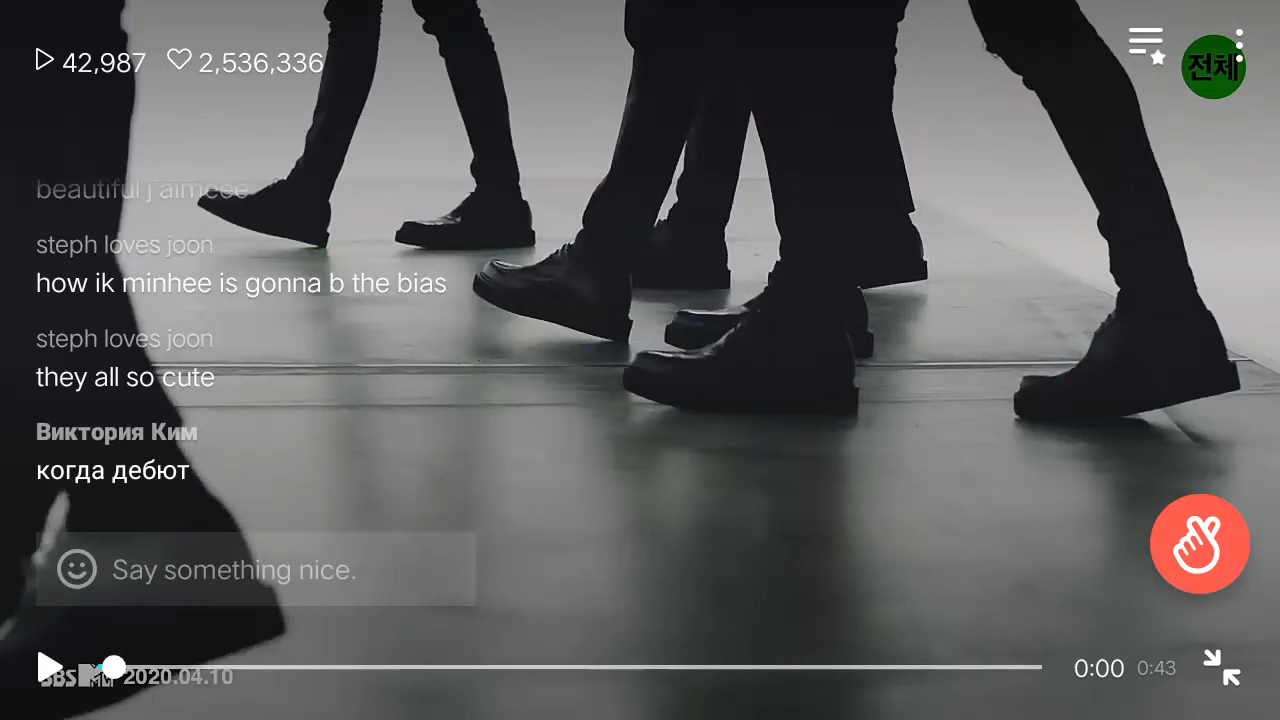 42,987 2,536,336
전체
beautiful j aimeee
steph loves joon
how ik minhee is gonna b the bias
steph loves joon
they all so cute
Виктория Ким
когда дебют
Say something nice.
SBS MTV 2020.04.10
0:00 0:43